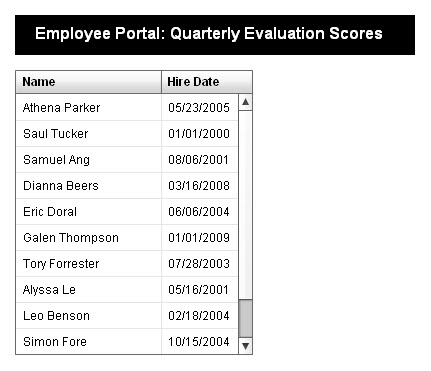 Employee Portal: Quarterly Evaluation Scores
Name Hire Date
Athena Parker 05/23/2005
Saul Tucker 01/01/2000
Samuel Ang 08/06/2001
Dianna Beers 03/16/2008
Eric Doral 06/06/2004
Galen Thompson 01/01/2009
Tory Forrester 07/28/2003
Alyssa Le 05/16/2001
Leo Benson 02/18/2004
Simon Fore 10/15/2004